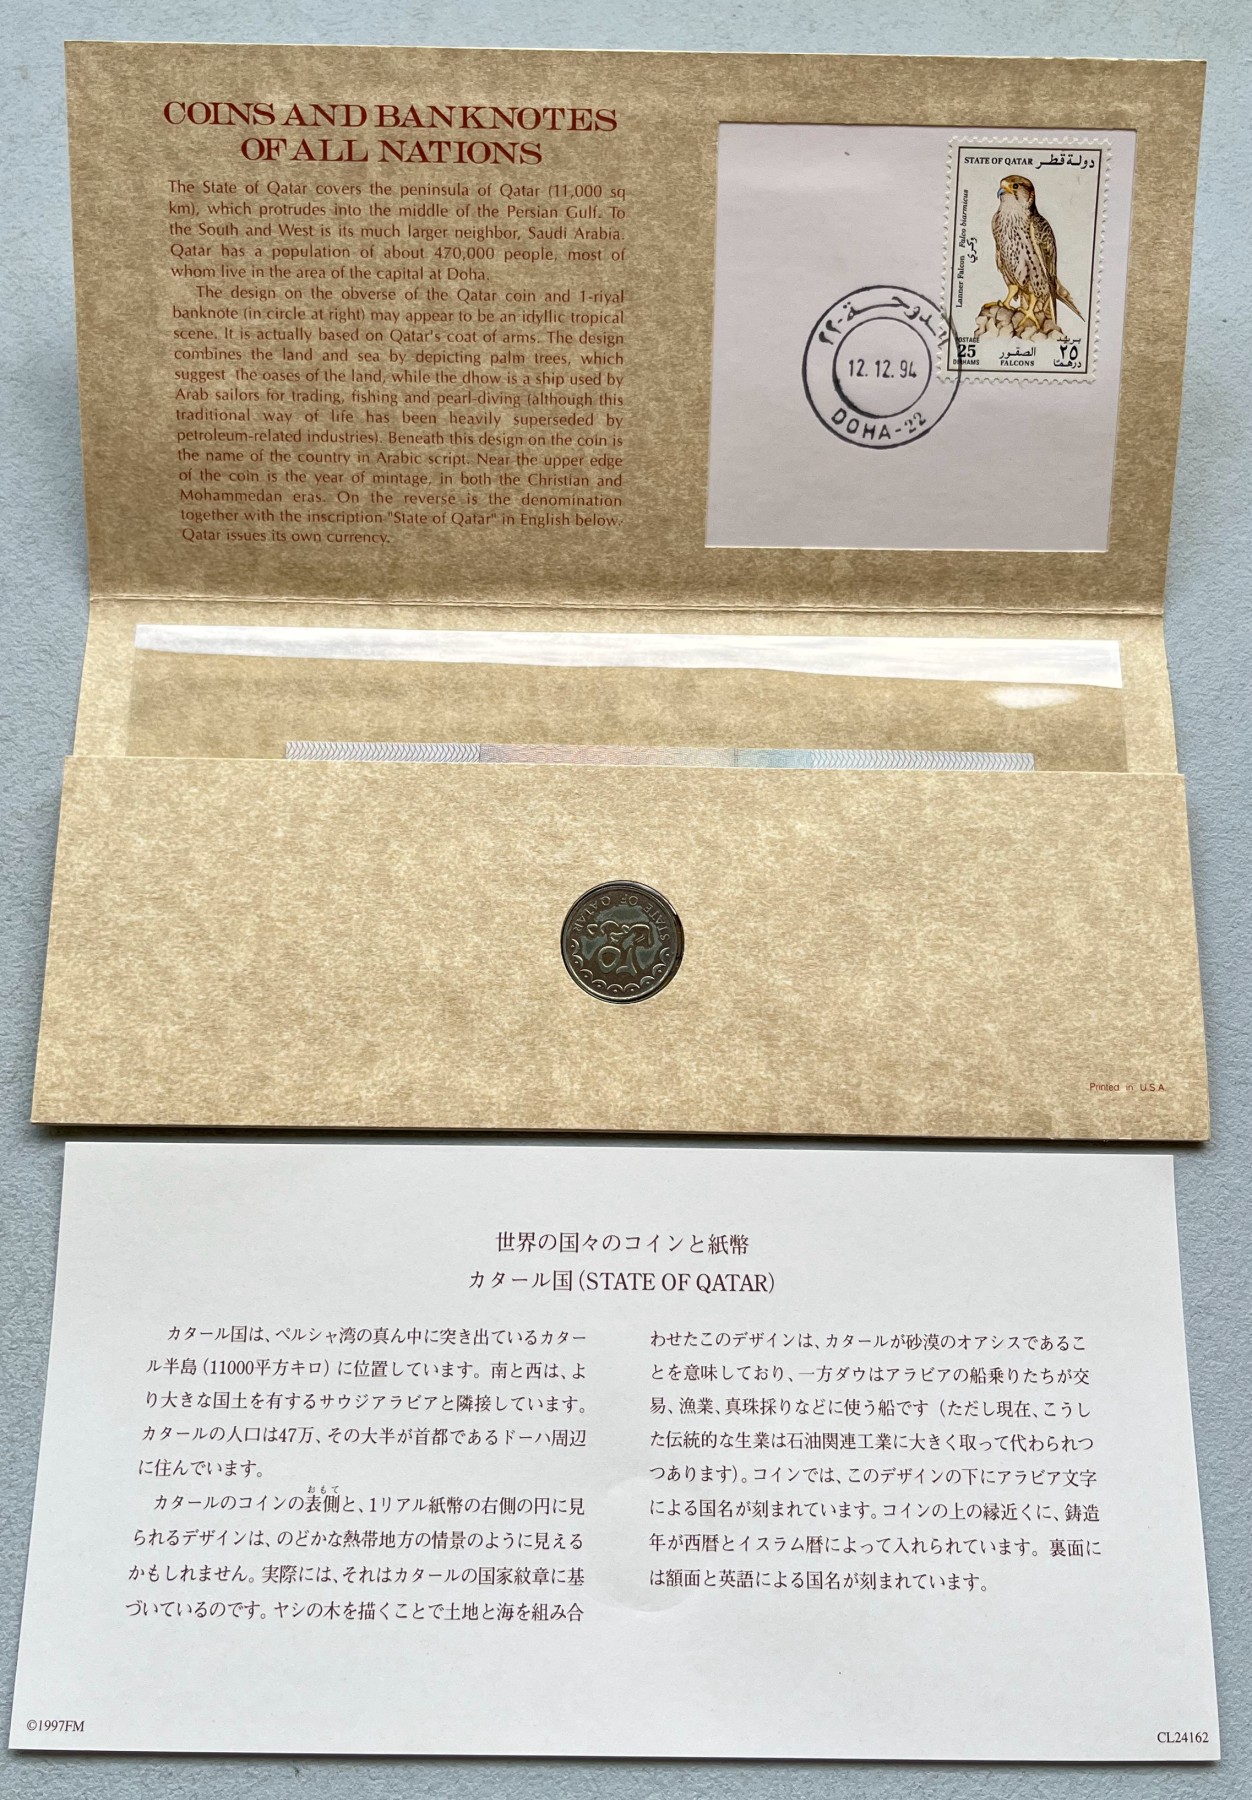 COINS AND BANKNOTES
OF ALL NATIONS
The State of Qatar covers the peninsula of Qatar (11,000 sq
km), which protrudes into the middle of the Persian Gulf. To
the South and West is its much larger neighbor, Saudi Arabia.
Qatar has a population of about 470,000 people, most of
whom live in the area of the capital at Doha.
The design on the obverse of the Qatar coin and 1-riyal
banknote (in circle at right) may appear to be an idyllic tropical
scene. It is actually based on Qatar's coat of arms. The design
combines the land and sea by depicting palm trees, which
suggest the oases of the land, while the dhow is a ship used by
Arab sailors for trading, fishing and pearl-diving (although this
traditional way of life has been heavily superseded by
petroleum-related industries). Beneath this design on the coin is
the name of the country in Arabic script. Near the upper edge
of the coin is the year of mintage, in both the Christian and
Mohammedan eras. On the reverse is the denomination
together with the inscription "State of Qatar" in English below.
Qatar issues its own currency.
STATE OF QATAR دولة قطر
Lanner Falcon Falco biarmicus
وكري
POSTAGE
25
DIRHAMS
الصقور
FALCONS
بريد
٢٥
درهماً
الدوحة-٢٢
12.12.94
DOHA-22
STATE OF QATAR
Printed in U.S.A.
世界の国々のコインと紙幣
カタール国(STATE OF QATAR)
カタール国は、ペルシャ湾の真ん中に突き出ているカター
ル半島(11000平方キロ)に位置しています。南と西は、よ
り大きな国土を有するサウジアラビアと隣接しています。
カタールの人口は47万、その大半が首都であるドーハ周辺
に住んでいます。
おもて
カタールのコインの表側と、1リアル紙幣の右側の円に見
られるデザインは、のどかな熱帯地方の情景のように見える
かもしれません。実際には、それはカタールの国家紋章に基
づいているのです。ヤシの木を描くことで土地と海を組み合
わせたこのデザインは、カタールが砂漠のオアシスであるこ
とを意味しており、一方ダウはアラビアの船乗りたちが交
易、漁業、真珠採りなどに使う船です(ただし現在、こうし
た伝統的な生業は石油関連工業に大きく取って代わられつ
つあります)。コインでは、このデザインの下にアラビア文字
による国名が刻まれています。コインの上の縁近くに、鋳造
年が西暦とイスラム暦によって入れられています。裏面に
は額面と英語による国名が刻まれています。
©1997FM
CL24162